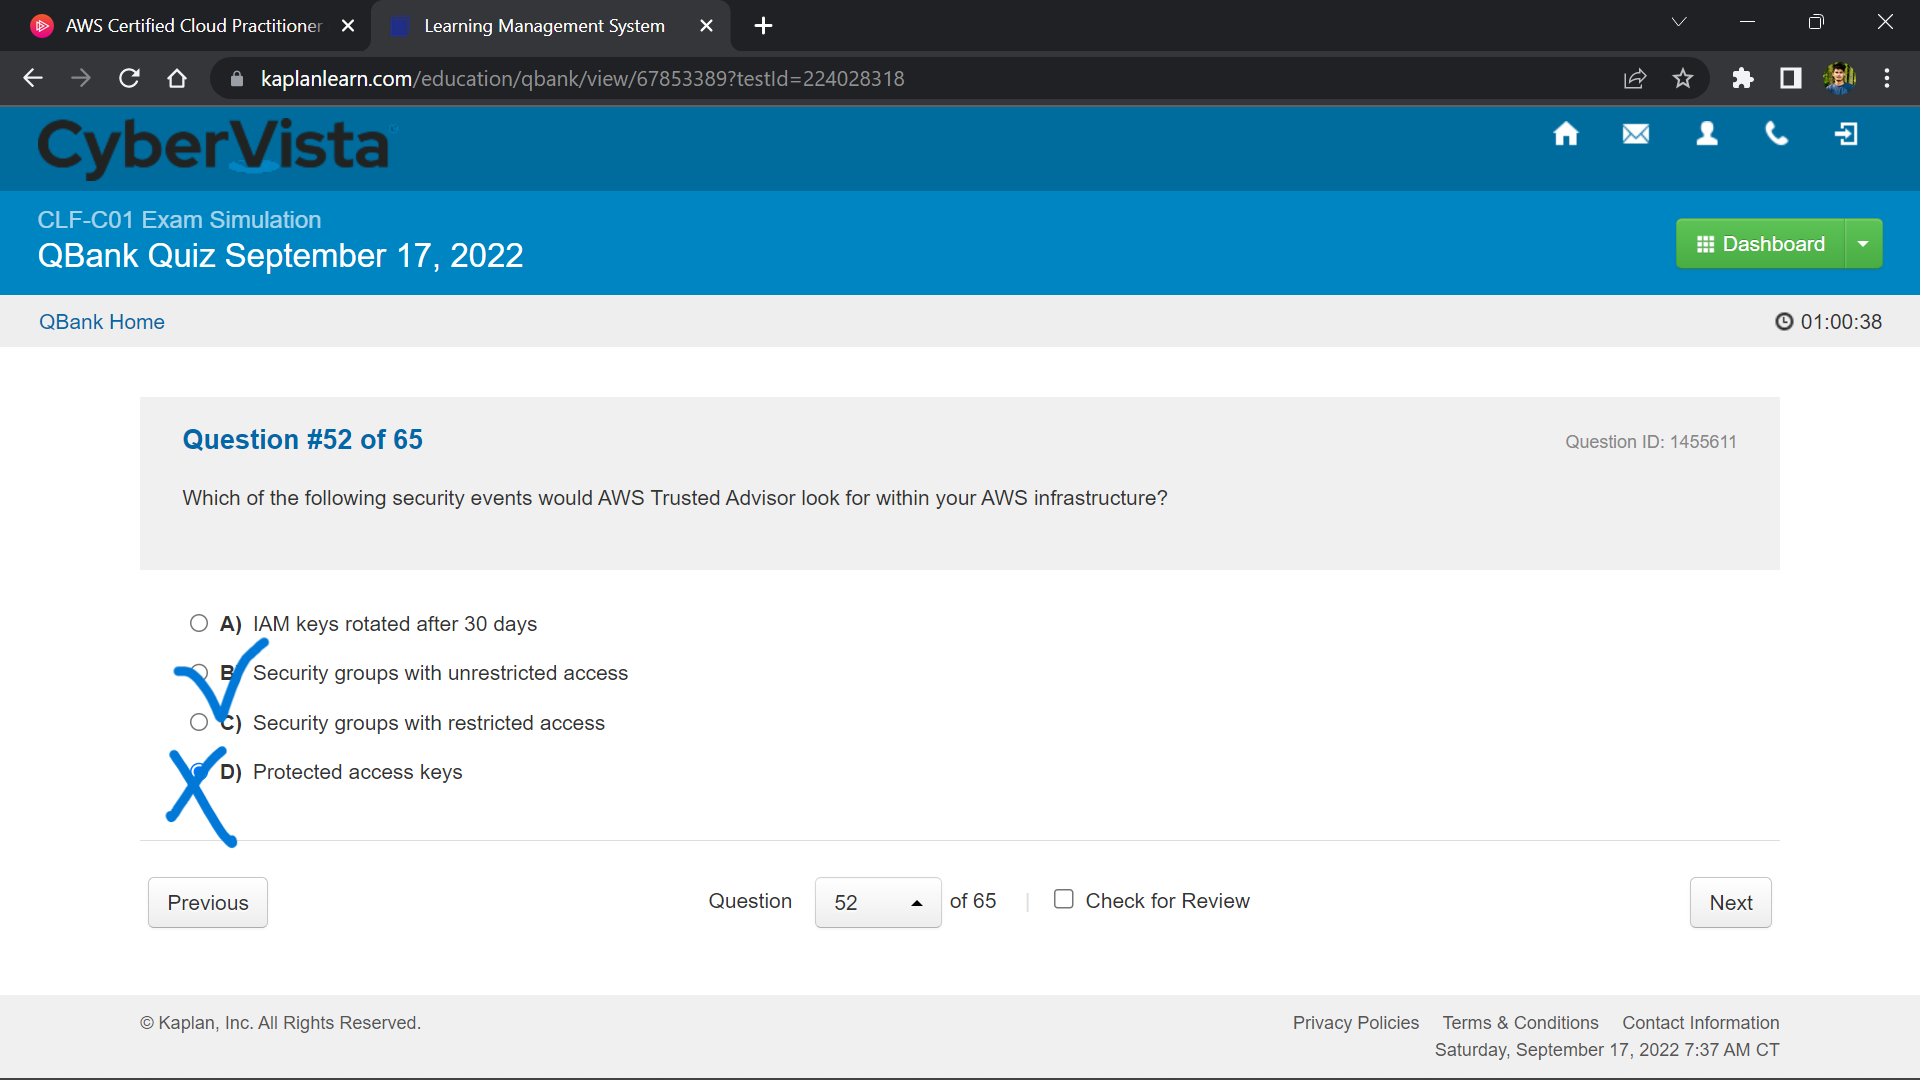 AWS Certified Cloud Practitioner
Learning Management System
kaplanlearn.com/education/qbank/view/67853389?testId=224028318
CyberVista
CLF-C01 Exam Simulation
QBank Quiz September 17, 2022
Dashboard
QBank Home
01:00:38
Question #52 of 65
Question ID: 1455611
Which of the following security events would AWS Trusted Advisor look for within your AWS infrastructure?
A) IAM keys rotated after 30 days
B Security groups with unrestricted access
C) Security groups with restricted access
D) Protected access keys
Previous
Question 52 of 65 | Check for Review
Next
© Kaplan, Inc. All Rights Reserved.
Privacy Policies Terms & Conditions Contact Information
Saturday, September 17, 2022 7:37 AM CT